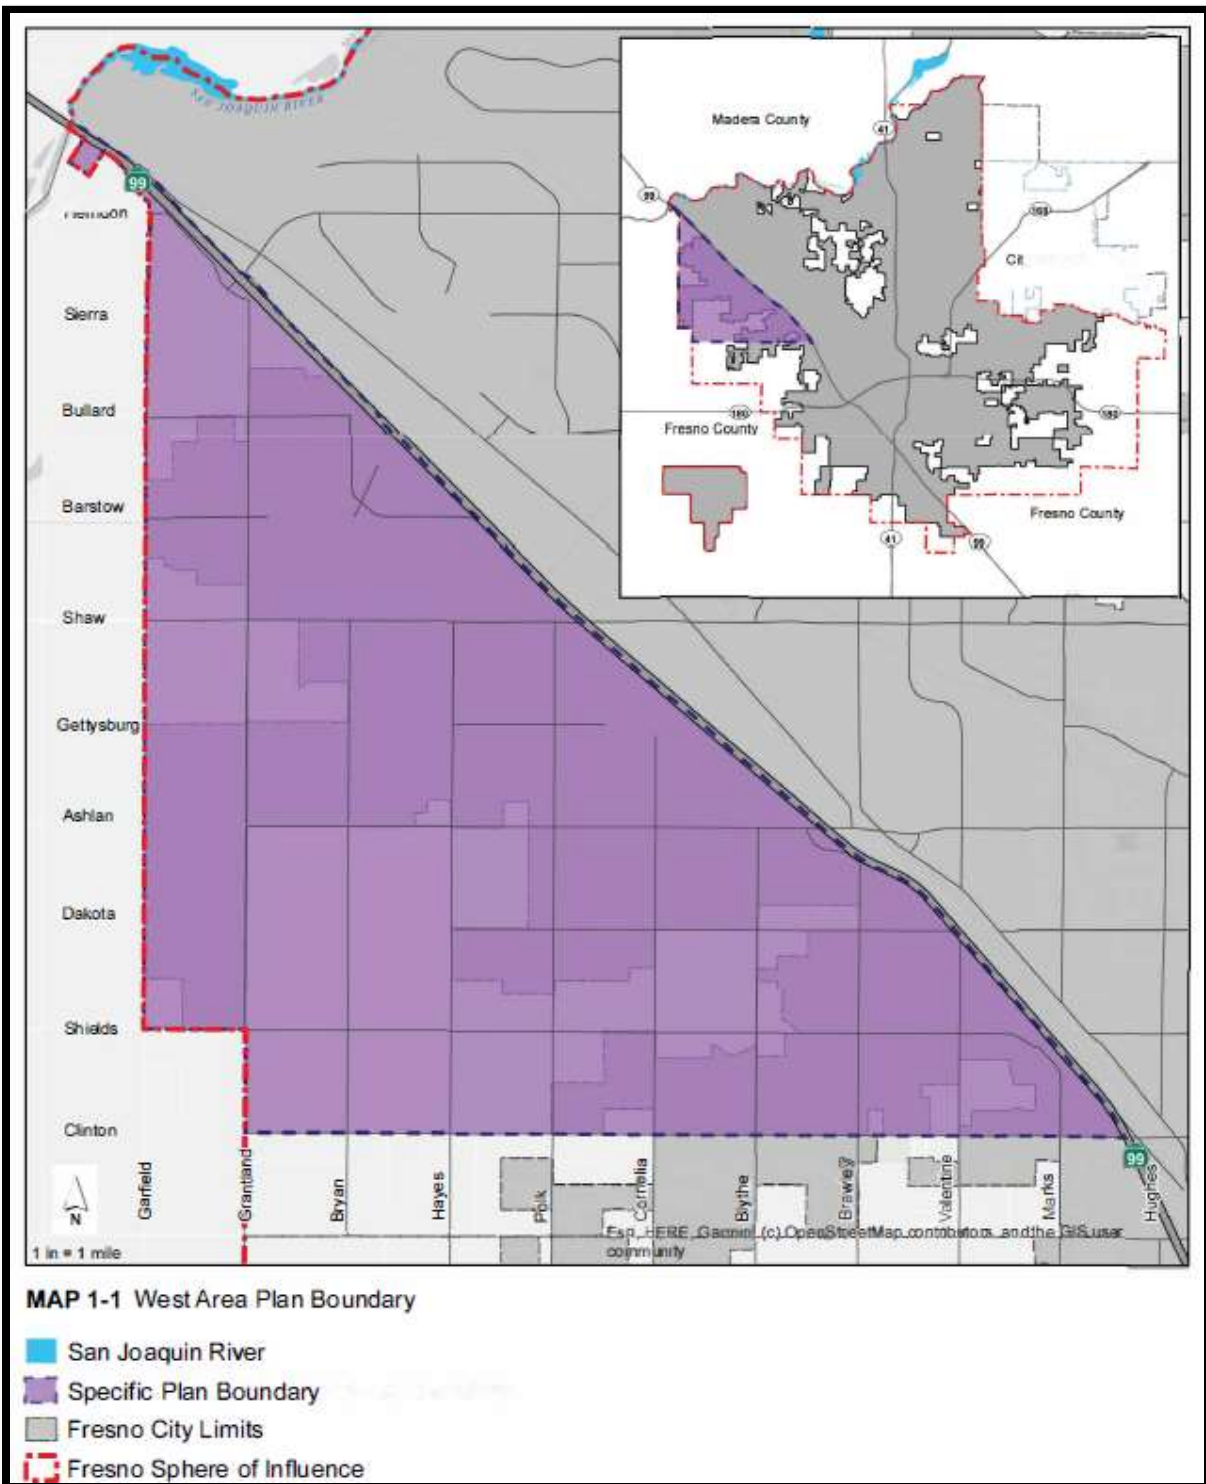 SAN JOAQUIN RIVER
99
Sierra
Bullard
Barstow
Shaw
Gettysburg
Ashlan
Dakota
Shields
Clinton
Madera County
41
99
Cit
180
Fresno County
180
Fresno County
41
99
99
Garfield
Grantland
Bryan
Hayes
Polk
Cornelia
Blythe
Brawley
Valentine
Marks
Hughes
N
1 in = 1 mile
Esri, HERE, Garmin, (c) OpenStreetMap contributors, and the GIS user
community
MAP 1-1 West Area Plan Boundary
San Joaquin River
Specific Plan Boundary
Fresno City Limits
Fresno Sphere of Influence